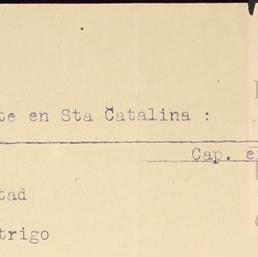 te en Sta Catalina :
Cap. e
tad
trigo